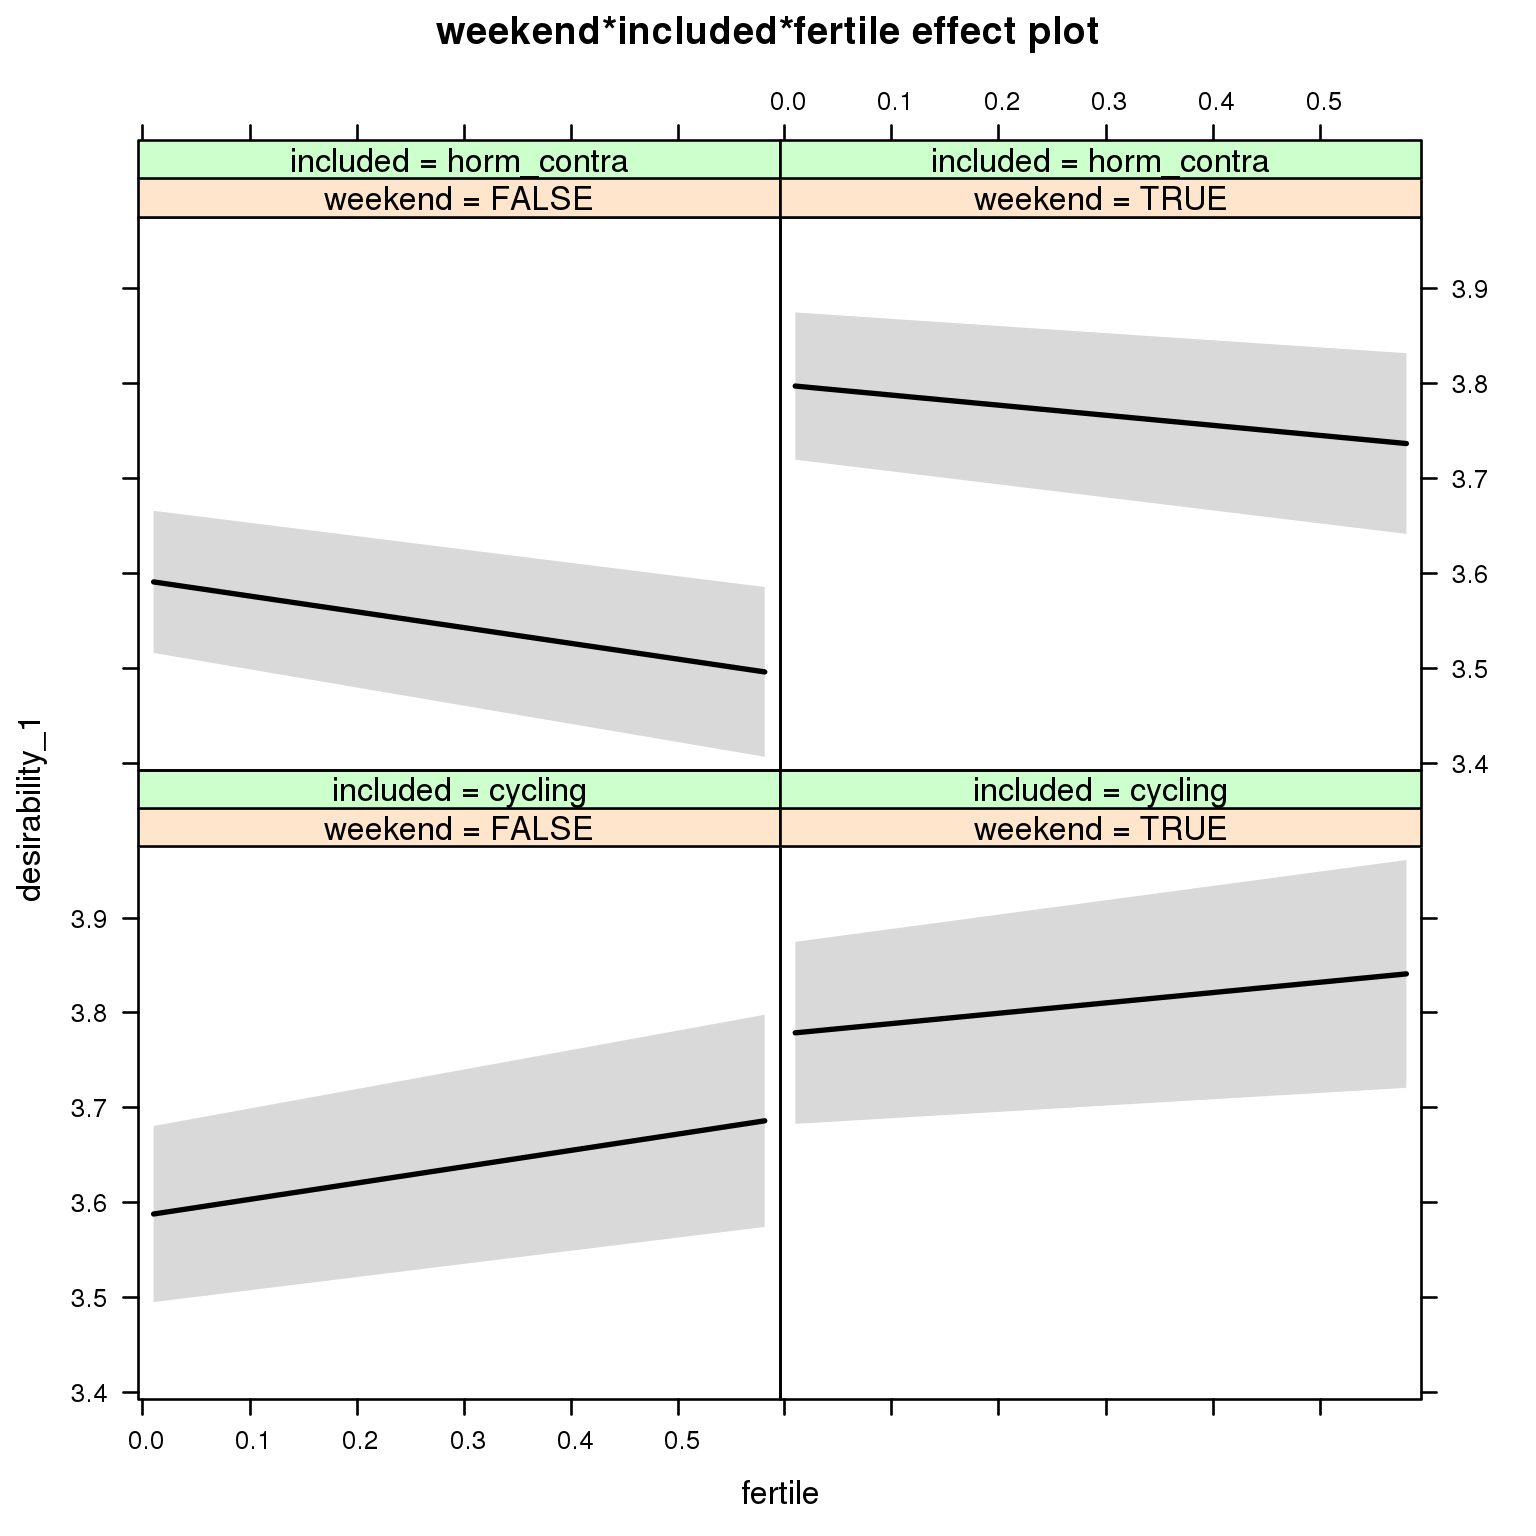 weekend*included*fertile effect plot
0.0 0.1 0.2 0.3 0.4 0.5
included = horm_contra included = horm_contra
weekend = FALSE weekend = TRUE
3.9
3.8
3.7
3.6
3.5
3.4
included = cycling included = cycling
weekend = FALSE weekend = TRUE
desirability_1
3.9
3.8
3.7
3.6
3.5
3.4
0.0 0.1 0.2 0.3 0.4 0.5
fertile